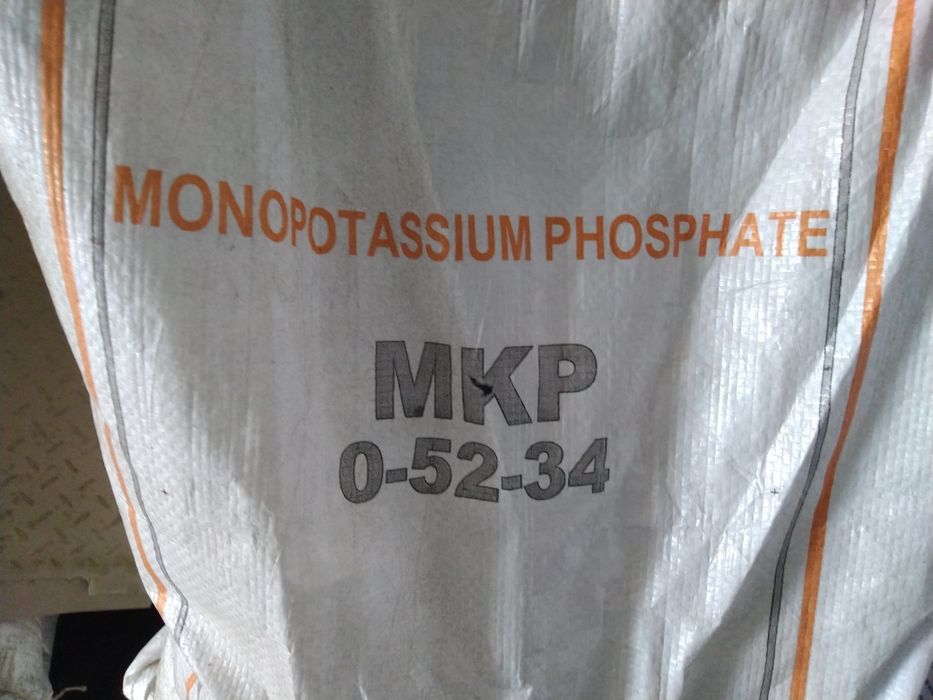 MONOPOTASSIUM PHOSPHATE
MKP
0-52-34